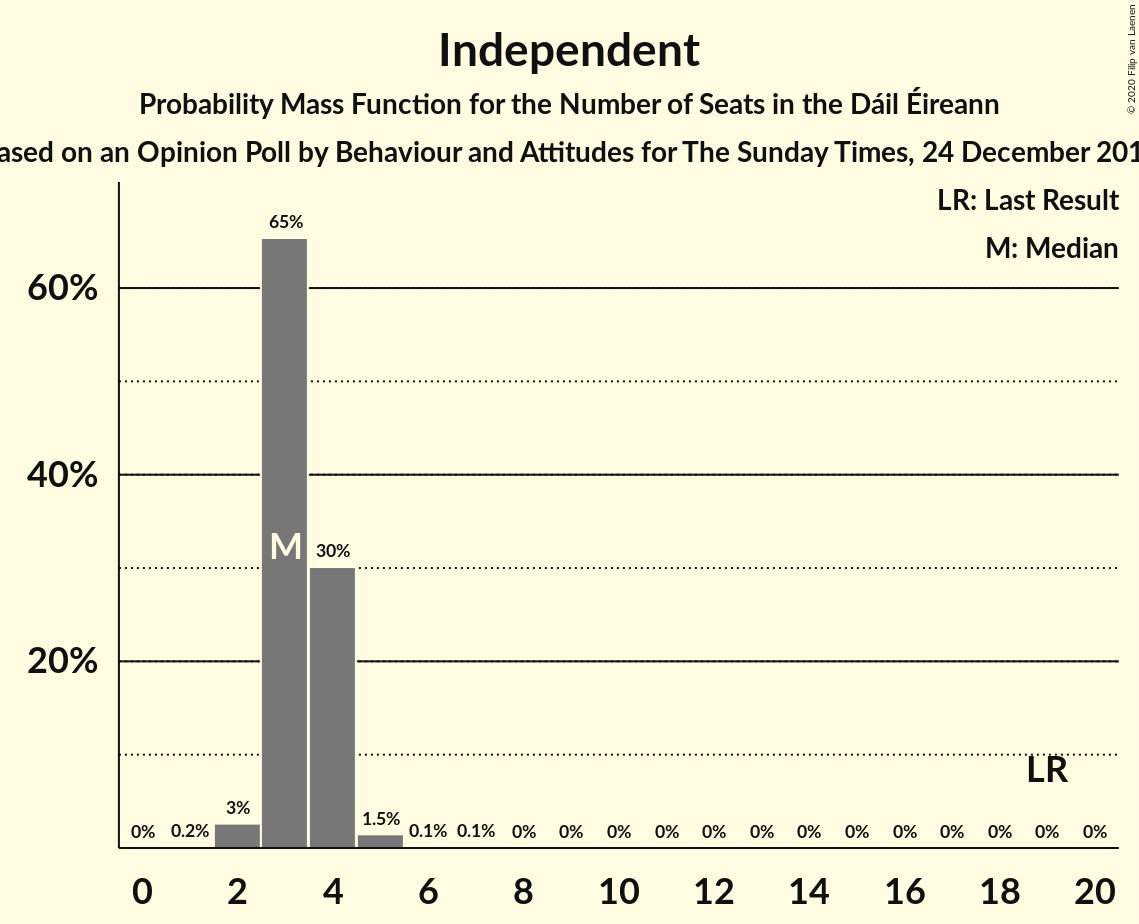 Independent
Probability Mass Function for the Number of Seats in the Dáil Éireann
ased on an Opinion Poll by Behaviour and Attitudes for The Sunday Times, 24 December 201
© 2020 Filip van Laenen
LR: Last Result
M: Median
65%
60%
40%
M
30%
20%
LR
3%
1.5%
0% 0.2% 0.1% 0.1% 0% 0% 0% 0% 0% 0% 0% 0% 0% 0% 0% 0% 0%
0 2 4 6 8 10 12 14 16 18 20